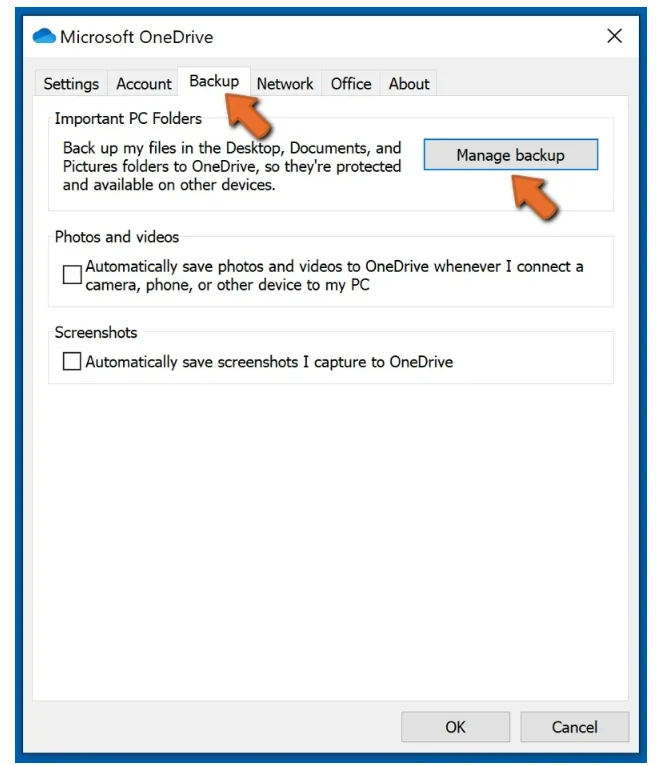 Microsoft OneDrive
Settings Account Backup Network Office About
Important PC Folders
Back up my files in the Desktop, Documents, and
Pictures folders to OneDrive, so they're protected
and available on other devices.
Manage backup
Photos and videos
Automatically save photos and videos to OneDrive whenever I connect a
camera, phone, or other device to my PC
Screenshots
Automatically save screenshots I capture to OneDrive
OK Cancel